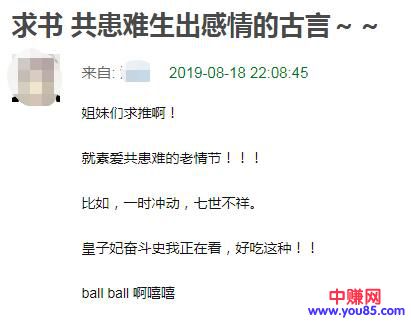 求书 共患难生出感情的古言～～
来自:
2019-08-18 22:08:45
姐妹们求推啊！
就素爱共患难的老情节！！！
比如，一时冲动，七世不祥。
皇子妃奋斗史我正在看，好吃这种！！
ball ball 啊嘻嘻
中赚网
www.you85.com